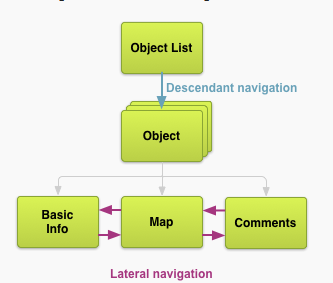 Object List
Descendant navigation
Object
Basic
Info
Map
Comments
Lateral navigation